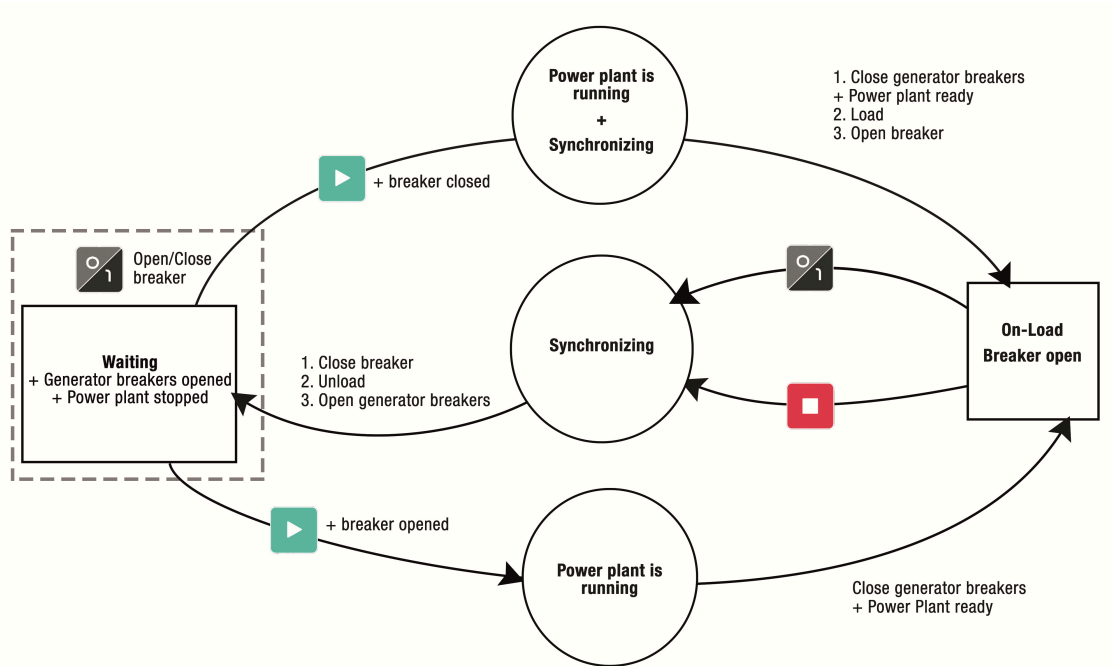 Power plant is
running
+
Synchronizing
1. Close generator breakers
+ Power plant ready
2. Load
3. Open breaker
+ breaker closed
Open/Close
breaker
O
1
O
1
Waiting
+ Generator breakers opened
+ Power plant stopped
1. Close breaker
2. Unload
3. Open generator breakers
Synchronizing
On-Load
Breaker open
+ breaker opened
Power plant is
running
Close generator breakers
+ Power Plant ready